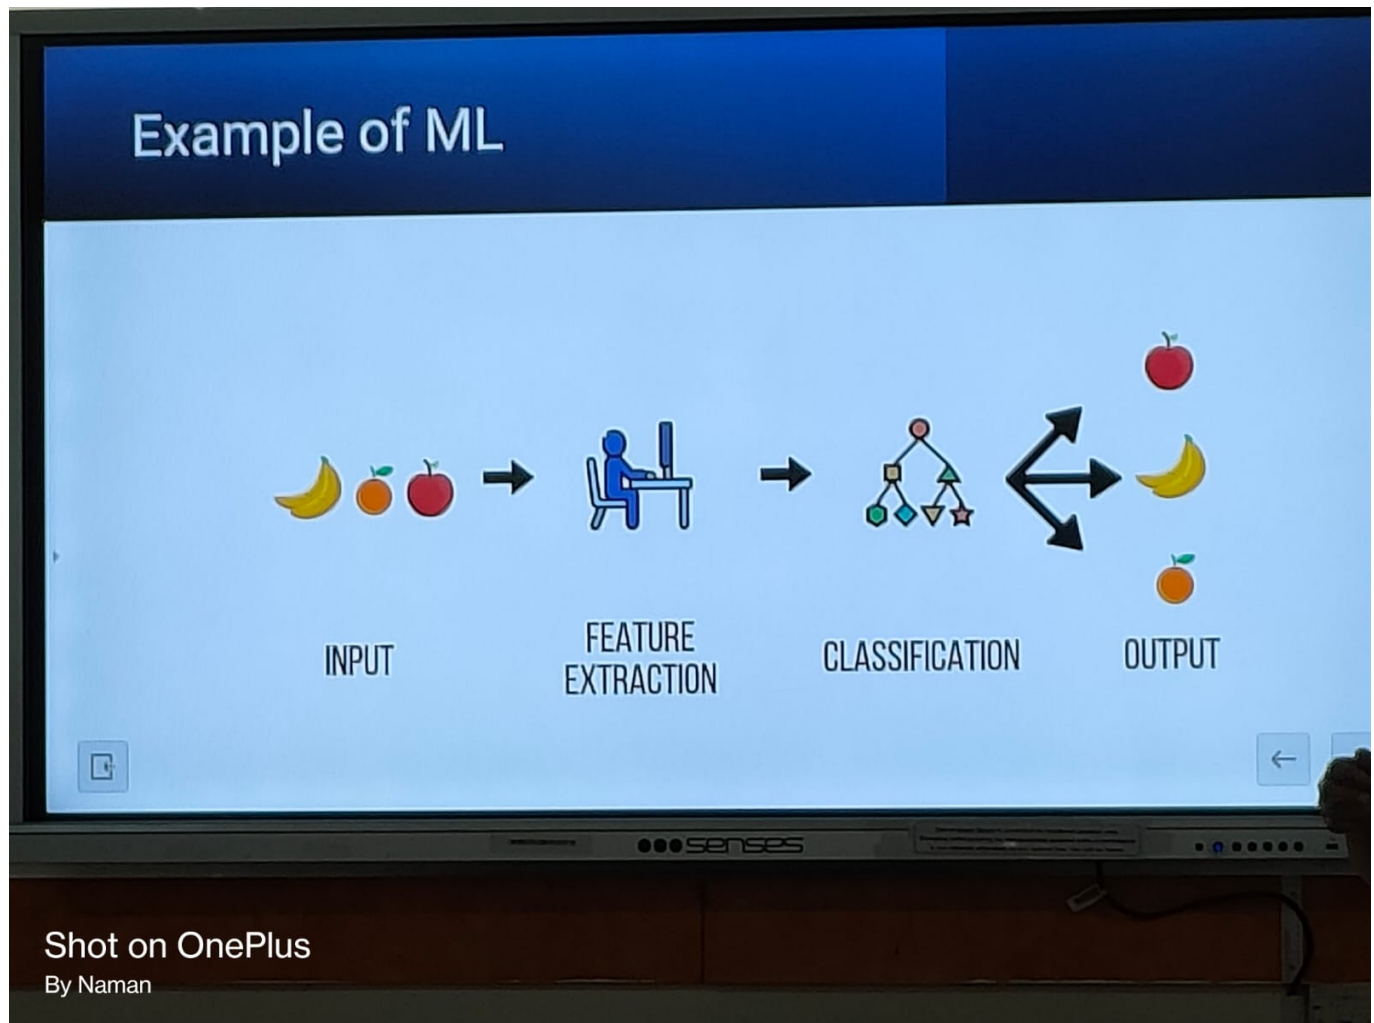 Example of ML
INPUT
FEATURE
EXTRACTION
CLASSIFICATION
OUTPUT
senses
Shot on OnePlus
By Naman